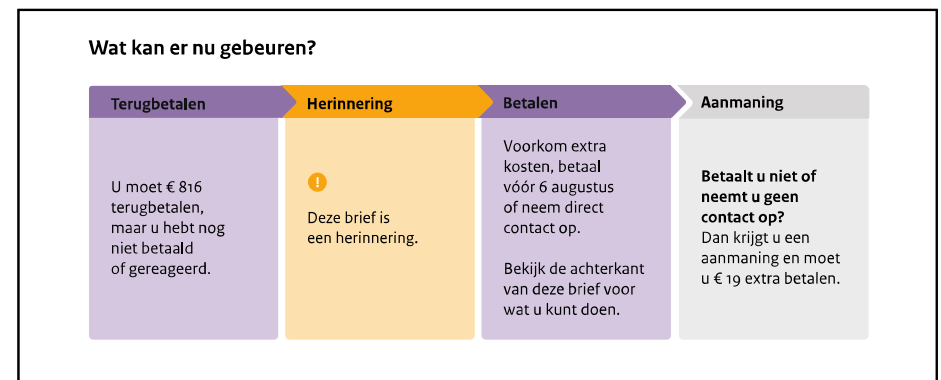 Wat kan er nu gebeuren?
Terugbetalen
U moet € 816
terugbetalen,
maar u hebt nog
niet betaald
of gereageerd.
Herinnering
!
Deze brief is
een herinnering.
Betalen
Voorkom extra
kosten, betaal
vóór 6 augustus
of neem direct
contact op.
Bekijk de achterkant
van deze brief voor
wat u kunt doen.
Aanmaning
Betaalt u niet of
neemt u geen
contact op?
Dan krijgt u een
aanmaning en moet
u € 19 extra betalen.